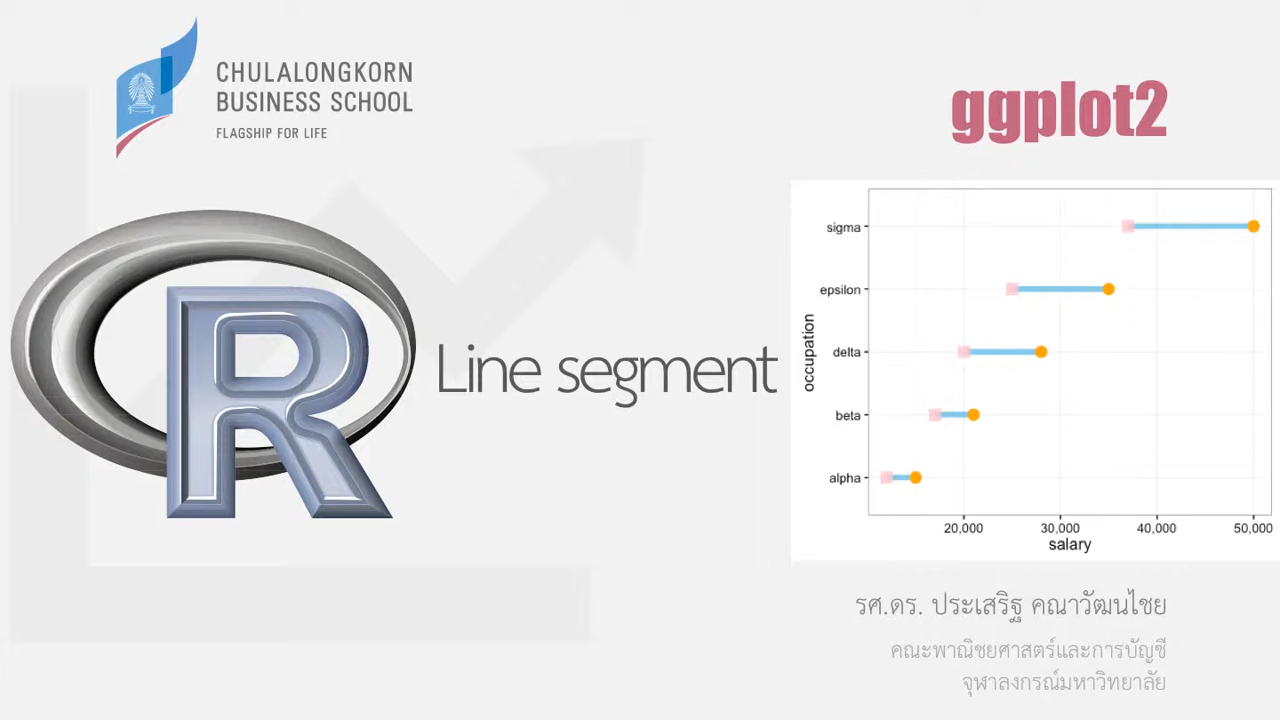 CHULALONGKORN
BUSINESS SCHOOL
FLAGSHIP FOR LIFE
ggplot2
R
Line segment
occupation
sigma
epsilon
delta
beta
alpha
20,000
30,000
40,000
50,000
salary
รศ.ดร. ประเสริฐ คณาวัฒนไชย
คณะพาณิชยศาสตร์และการบัญชี
จุฬาลงกรณ์มหาวิทยาลัย